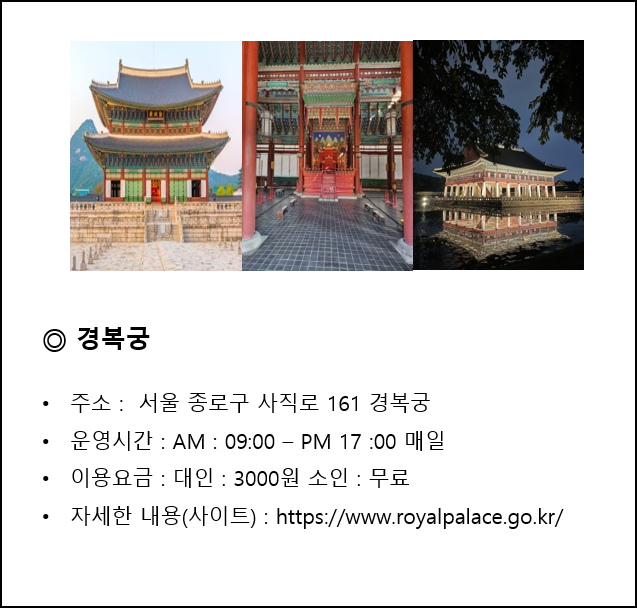 ◎ 경복궁
• 주소 : 서울 종로구 사직로 161 경복궁
• 운영시간 : AM : 09:00 – PM 17 :00 매일
• 이용요금 : 대인 : 3000원 소인 : 무료
• 자세한 내용(사이트) : https://www.royalpalace.go.kr/